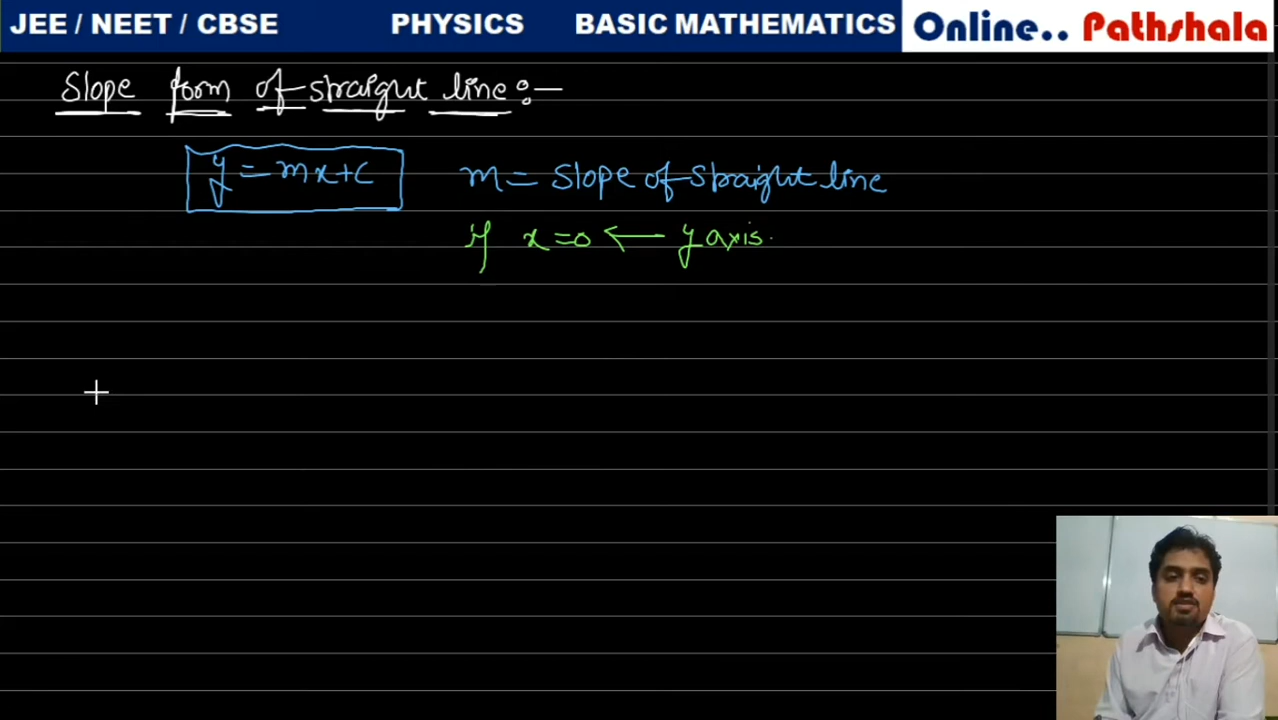 JEE / NEET / CBSE PHYSICS BASIC MATHEMATICS Online.. Pathshala
Slope form of straight line :-
y = mx+c m = Slope of straight line
if x=0 ← y axis.